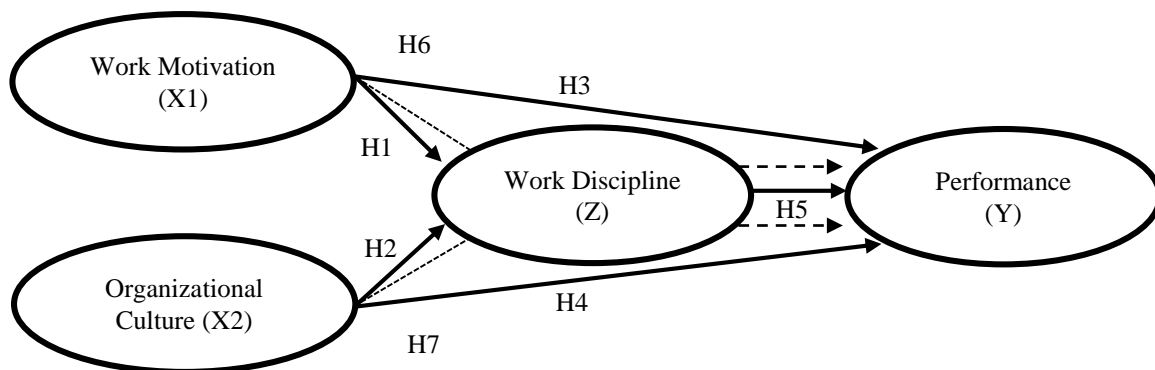 H6
Work Motivation
(X1)
H3
H1
Work Discipline
(Z)
Performance
(Y)
H5
H2
Organizational
Culture (X2)
H4
H7